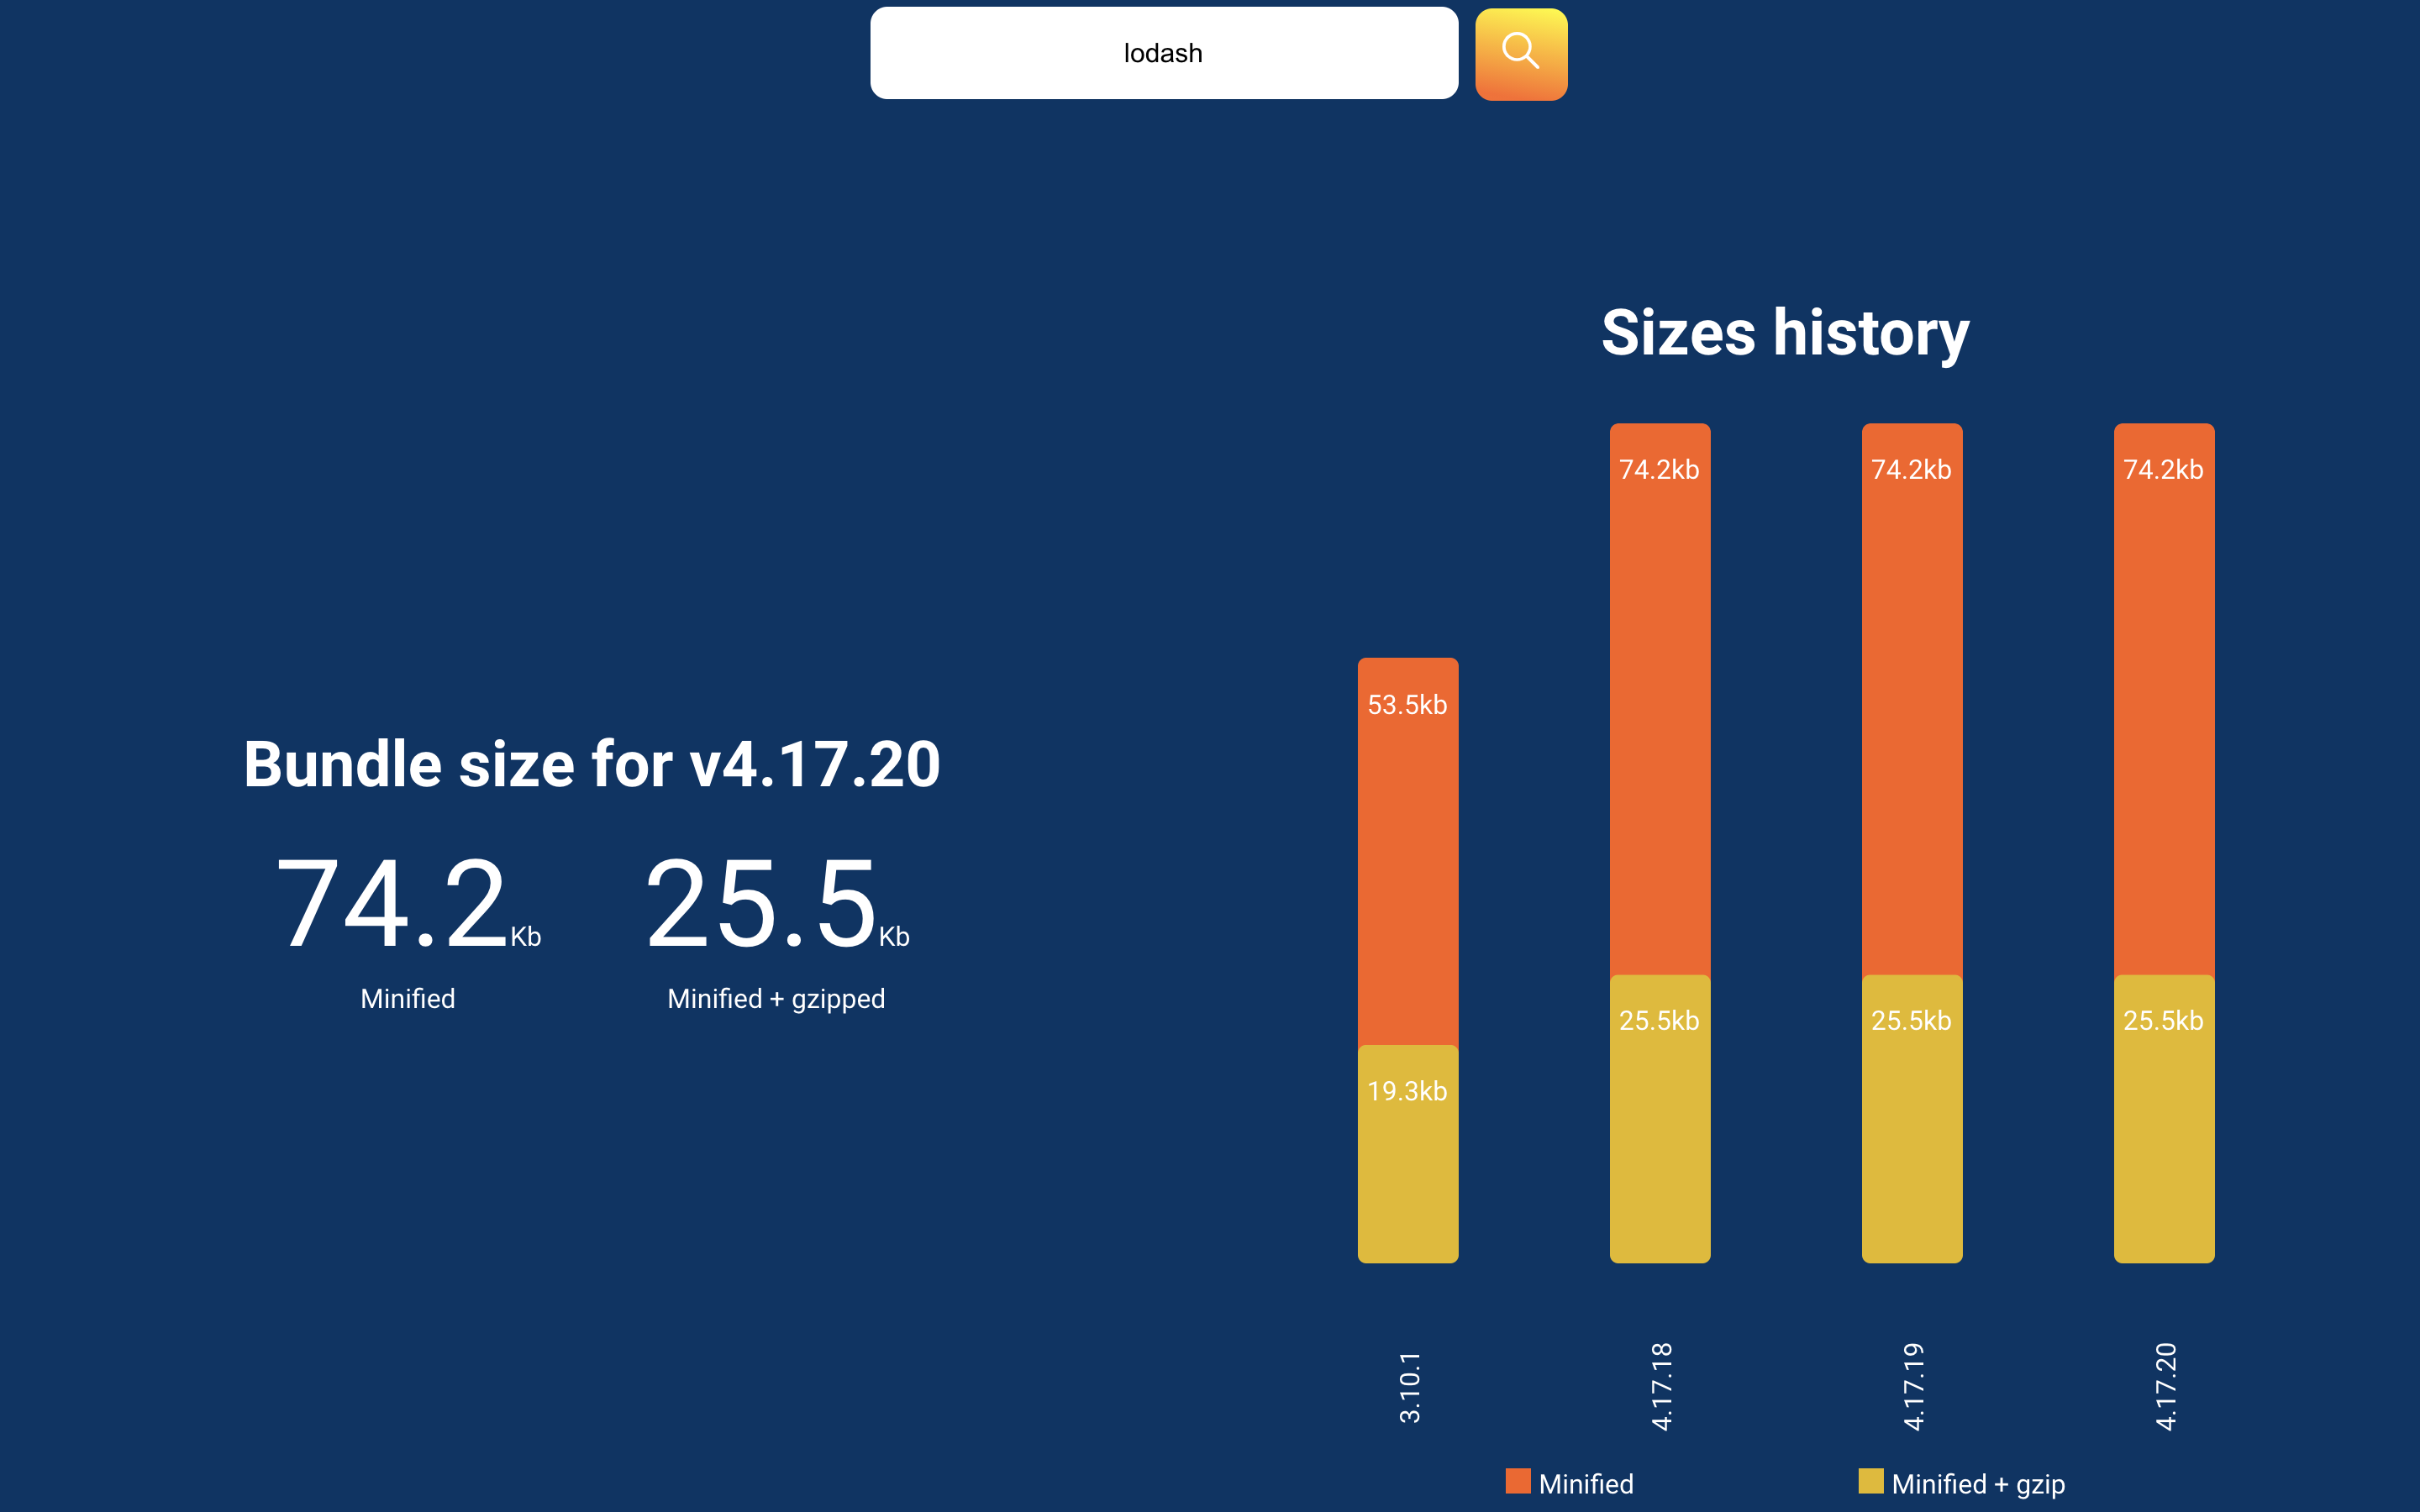 lodash
Bundle size for v4.17.20
74.2Kb
Minified
25.5Kb
Minified + gzipped
Sizes history
53.5kb
19.3kb
74.2kb
25.5kb
74.2kb
25.5kb
74.2kb
25.5kb
3.10.1
4.17.18
4.17.19
4.17.20
Minified
Minified + gzip